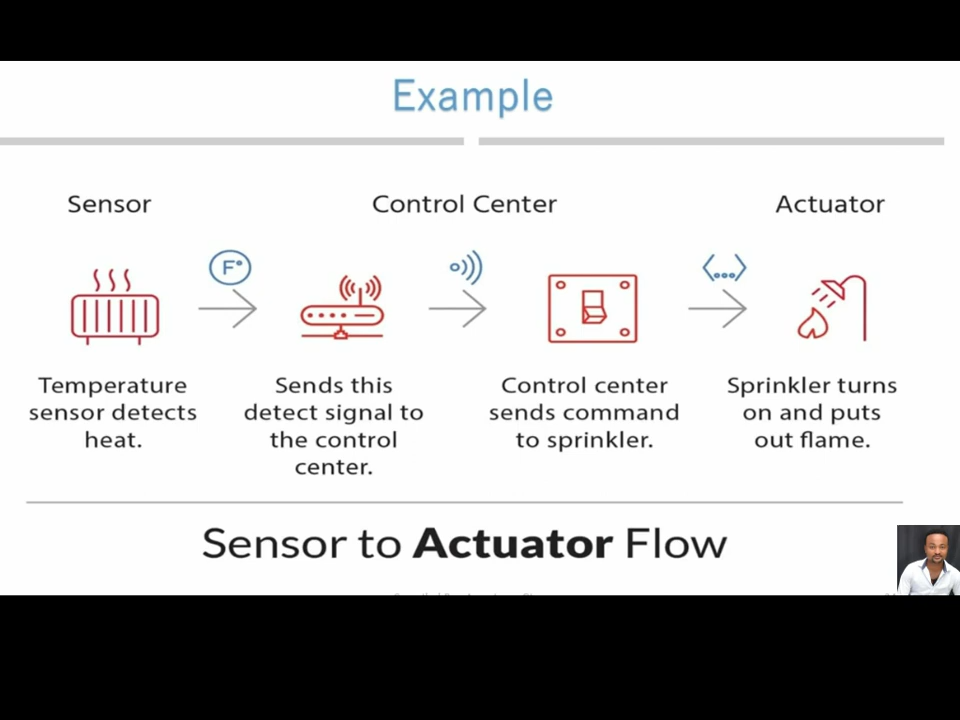 Example
Sensor
Control Center
Actuator
F°
Temperature
sensor detects
heat.
Sends this
detect signal to
the control
center.
Control center
sends command
to sprinkler.
Sprinkler turns
on and puts
out flame.
Sensor to Actuator Flow